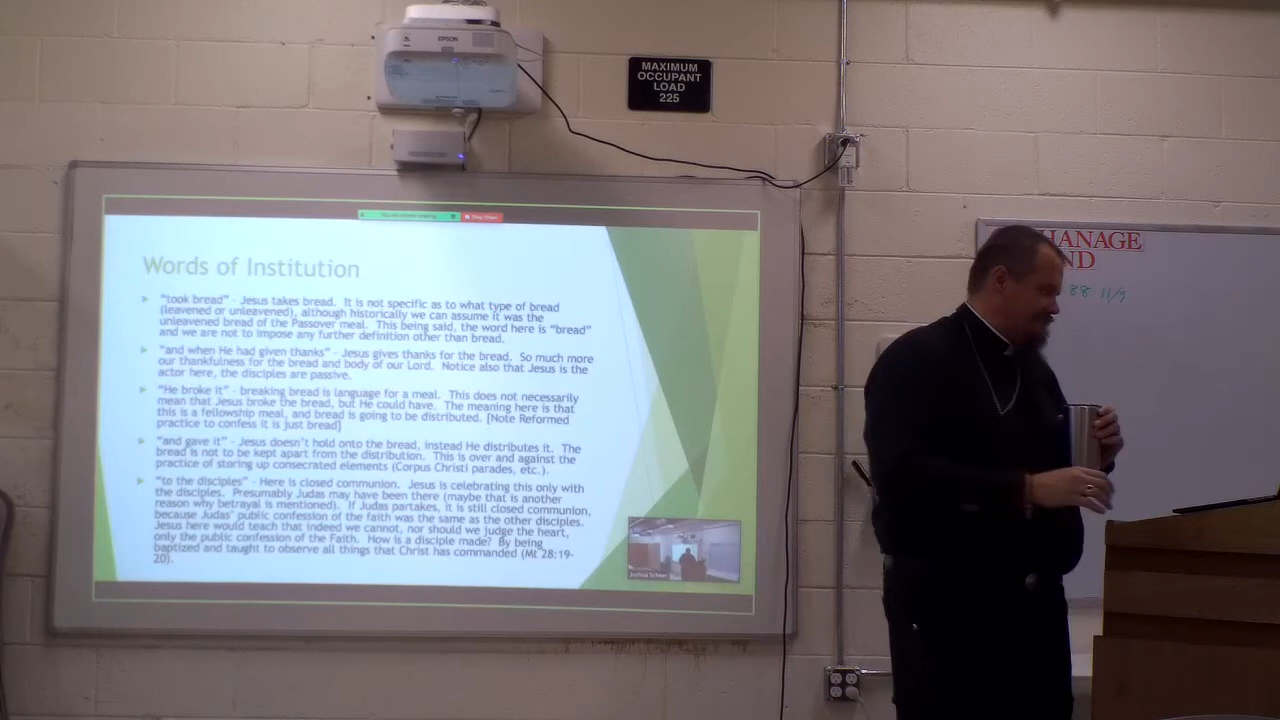 EPSON
MAXIMUM
OCCUPANT
LOAD
225
Stop Share
HANAGE
ND
88 11/9
Words of Institution
"took bread" - Jesus takes bread. It is not specific as to what type of bread
(leavened or unleavened), although historically we can assume it was the
unleavened bread of the Passover meal. This being said, the word here is "bread"
and we are not to impose any further definition other than bread.
"and when He had given thanks" - Jesus gives thanks for the bread. So much more
our thankfulness for the bread and body of our Lord. Notice also that Jesus is the
actor here, the disciples are passive.
"He broke it" - breaking bread is language for a meal. This does not necessarily
mean that Jesus broke the bread, but He could have. The meaning here is that
this is a fellowship meal, and bread is going to be distributed. [Note Reformed
practice to confess it is just bread]
"and gave it" - Jesus doesn't hold onto the bread, instead He distributes it. The
bread is not to be kept apart from the distribution. This is over and against the
practice of storing up consecrated elements (Corpus Christi parades, etc.).
"to the disciples" - Here is closed communion. Jesus is celebrating this only with
the disciples. Presumably Judas may have been there (maybe that is another
reason why betrayal is mentioned). If Judas partakes, it is still closed communion,
because Judas' public confession of the faith was the same as the other disciples.
Jesus here would teach that indeed we cannot, nor should we judge the heart,
only the public confession of the Faith. How is a disciple made? By being
baptized and taught to observe all things that Christ has commanded (Mt 28:19-
20).
Joshua Scheer